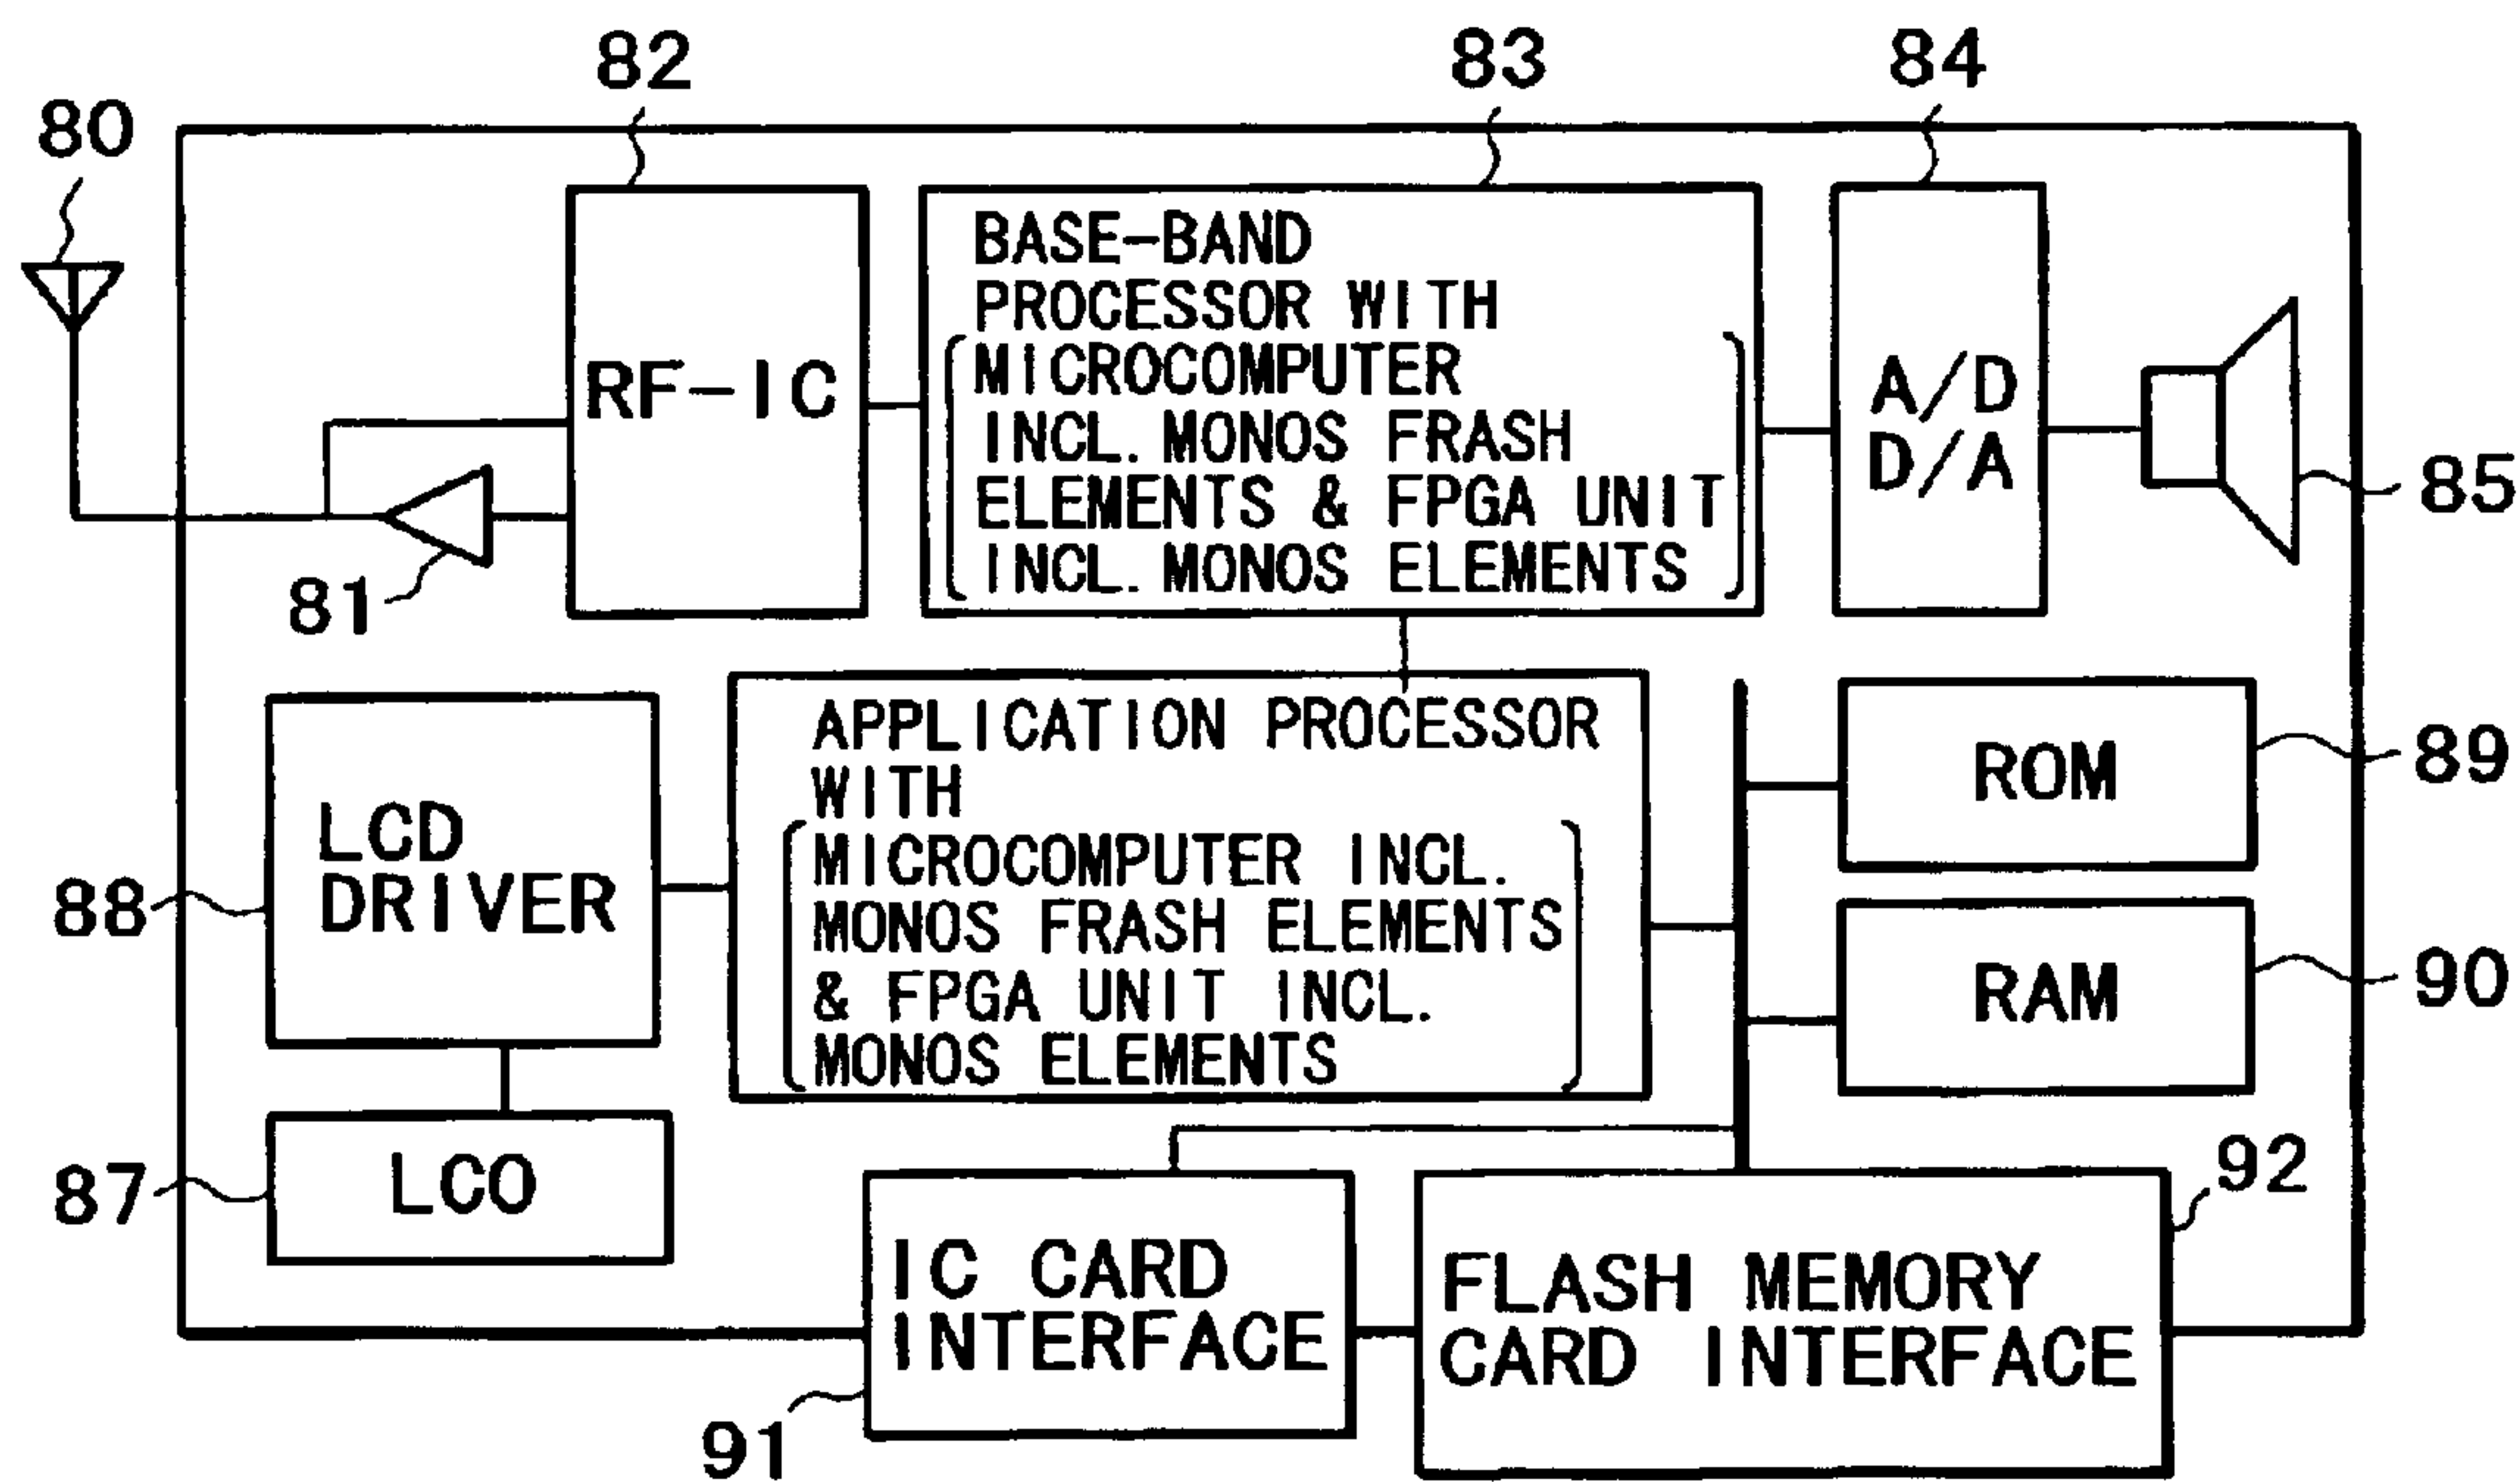 82
83
84
80
BASE-BAND
PROCESSOR WITH
MICROCOMPUTER
INCL. MONOS FRASH
ELEMENTS & FPGA UNIT
INCL. MONOS ELEMENTS
RF-IC
A/D
D/A
85
81
APPLICATION PROCESSOR
WITH
MICROCOMPUTER INCL.
MONOS FRASH ELEMENTS
& FPGA UNIT INCL.
MONOS ELEMENTS
LCD
DRIVER
88
ROM
89
RAM
90
LCO
87
92
IC CARD
INTERFACE
91
FLASH MEMORY
CARD INTERFACE